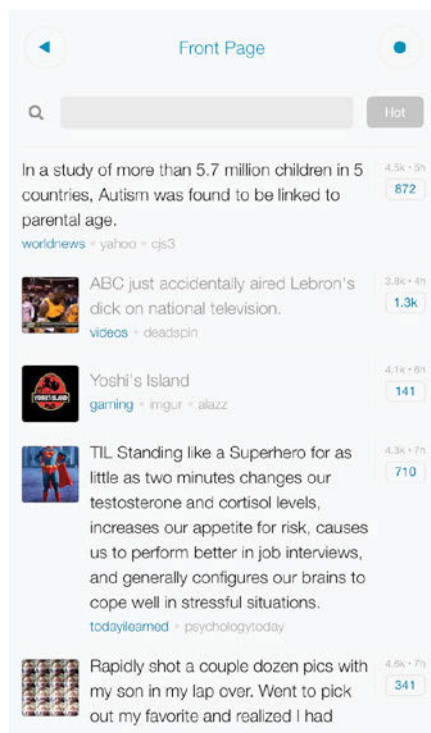 Front Page
Hot
In a study of more than 5.7 million children in 5
countries, Autism was found to be linked to
parental age.
worldnews • yahoo • cjs3
4.5k • 5h
872
ABC just accidentally aired Lebron's
dick on national television.
videos • deadspin
3.8k • 4h
1.3k
YOSHI'S ISLAND
Yoshi's Island
gaming • imgur • alazz
4.1k • 6h
141
TIL Standing like a Superhero for as
little as two minutes changes our
testosterone and cortisol levels,
increases our appetite for risk, causes
us to perform better in job interviews,
and generally configures our brains to
cope well in stressful situations.
todayilearned • psychologytoday
4.3k • 7h
710
Rapidly shot a couple dozen pics with
my son in my lap over. Went to pick
out my favorite and realized I had
4.6k • 7h
341